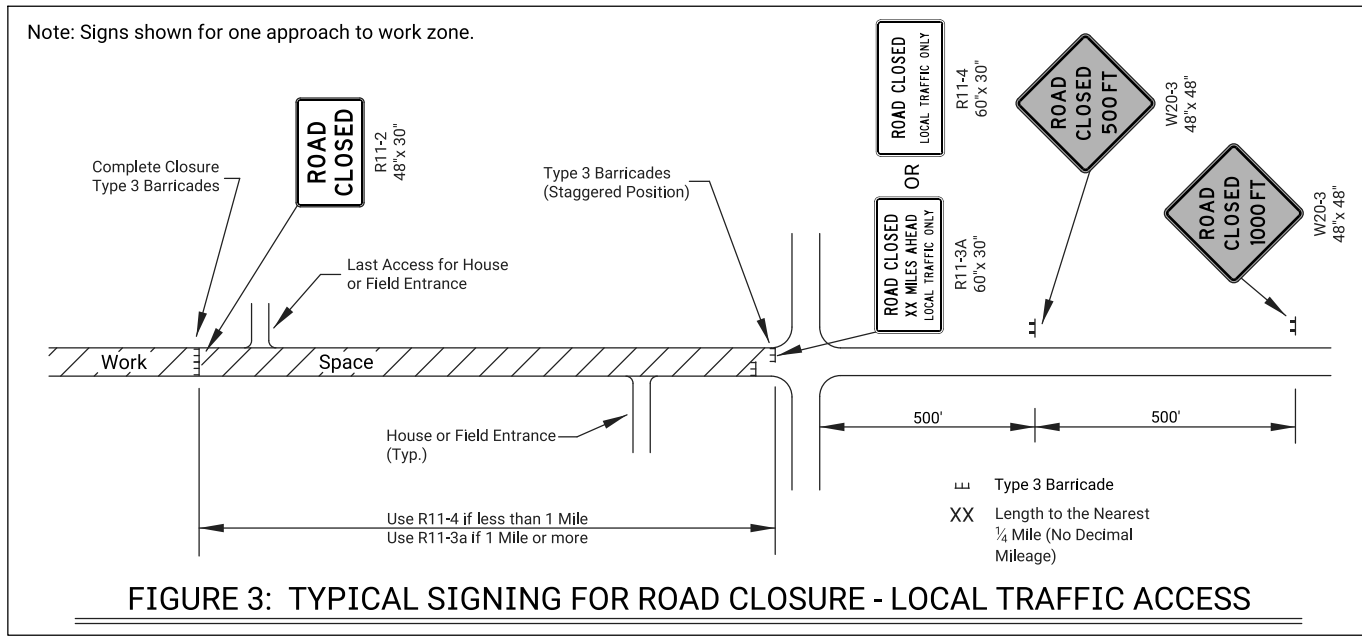 Note: Signs shown for one approach to work zone.
ROAD
CLOSED
R11-2
48"x 30"
Complete Closure
Type 3 Barricades
Last Access for House
or Field Entrance
Type 3 Barricades
(Staggered Position)
ROAD CLOSED
LOCAL TRAFFIC ONLY
R11-4
60"x 30"
OR
ROAD CLOSED
XX MILES AHEAD
LOCAL TRAFFIC ONLY
R11-3A
60"x 30"
ROAD
CLOSED
500 FT
W20-3
48"x 48"
ROAD
CLOSED
1000 FT
W20-3
48"x 48"
Work
Space
House or Field Entrance
(Typ.)
500'
500'
Use R11-4 if less than 1 Mile
Use R11-3a if 1 Mile or more
Type 3 Barricade
XX Length to the Nearest
¼ Mile (No Decimal
Mileage)
FIGURE 3: TYPICAL SIGNING FOR ROAD CLOSURE - LOCAL TRAFFIC ACCESS